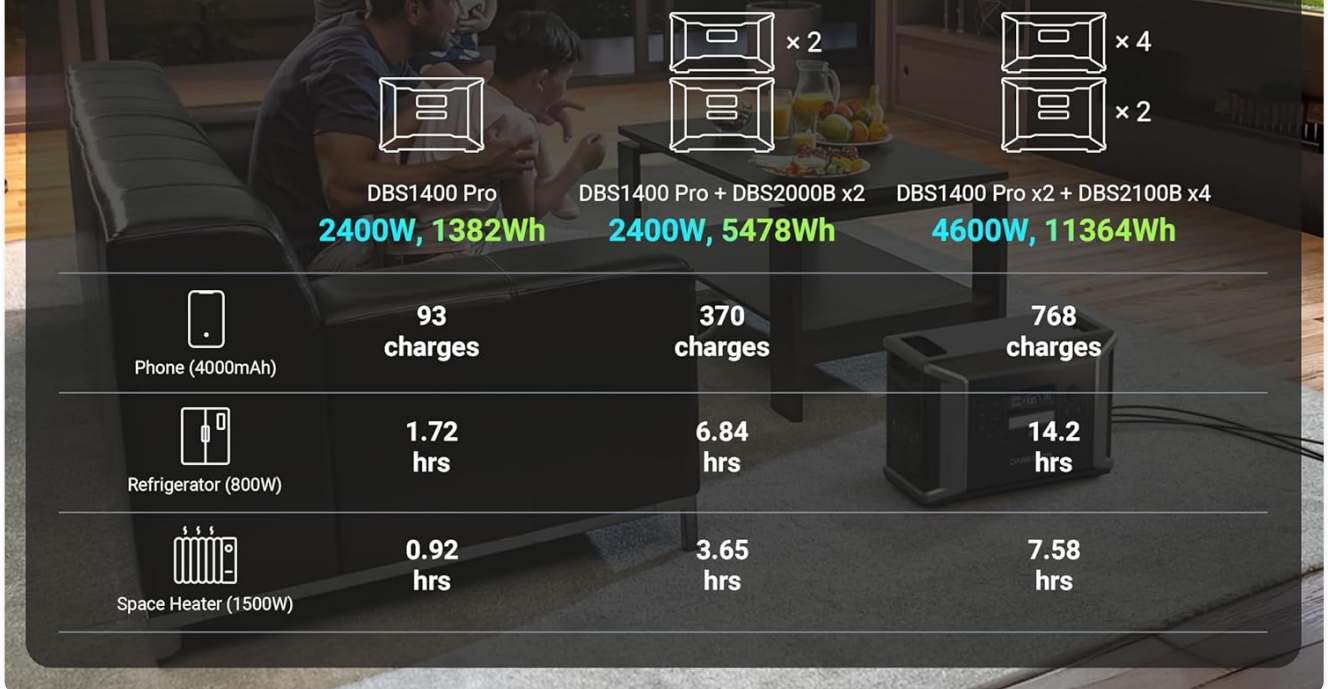 × 2
× 4
× 2
DBS1400 Pro
DBS1400 Pro + DBS2000B x2
DBS1400 Pro x2 + DBS2100B x4
2400W, 1382Wh
2400W, 5478Wh
4600W, 11364Wh
Phone (4000mAh)
93
charges
370
charges
768
charges
Refrigerator (800W)
1.72
hrs
6.84
hrs
14.2
hrs
Space Heater (1500W)
0.92
hrs
3.65
hrs
7.58
hrs